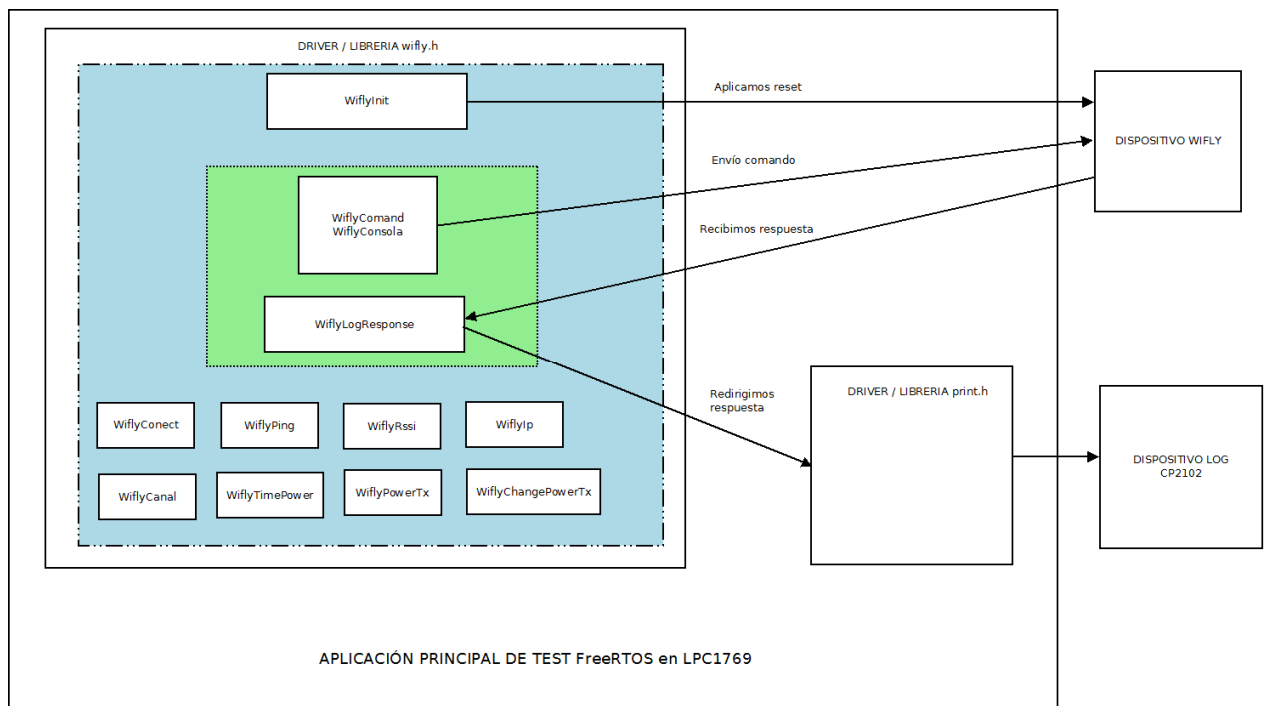 DRIVER / LIBRERIA wifly.h
WiflyInit
Aplicamos reset
DISPOSITIVO WIFLY
Envío comando
WiflyComand
WiflyConsola
Recibimos respuesta
WiflyLogResponse
Redirigimos
respuesta
DRIVER / LIBRERIA print.h
DISPOSITIVO LOG
CP2102
WiflyConect
WiflyPing
WiflyRssi
WiflyIp
WiflyCanal
WiflyTimePower
WiflyPowerTx
WiflyChangePowerTx
APLICACIÓN PRINCIPAL DE TEST FreeRTOS en LPC1769